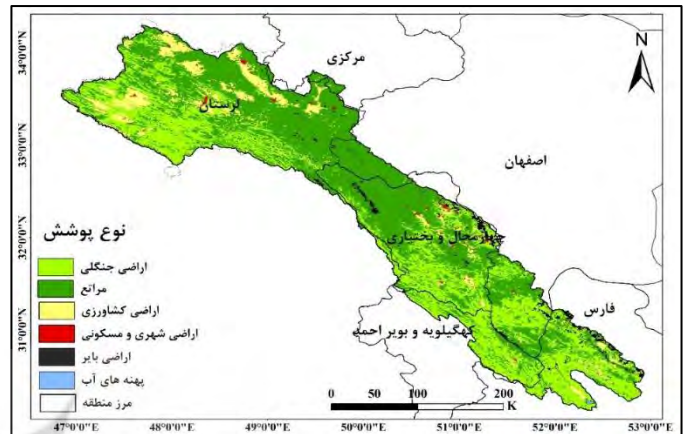 N
مرکزی
لرستان
اصفهان
چهارمحال و بختیاری
فارس
کهگیلویه و بویر احمد
نوع پوشش
اراضی جنگلی
مراتع
اراضی کشاورزی
اراضی شهری و مسکونی
اراضی بایر
پهنه های آب
مرز منطقه
0 50 100 200
K
34°0'0"N
33°0'0"N
32°0'0"N
31°0'0"N
47°0'0"E 48°0'0"E 49°0'0"E 50°0'0"E 51°0'0"E 52°0'0"E 53°0'0"E